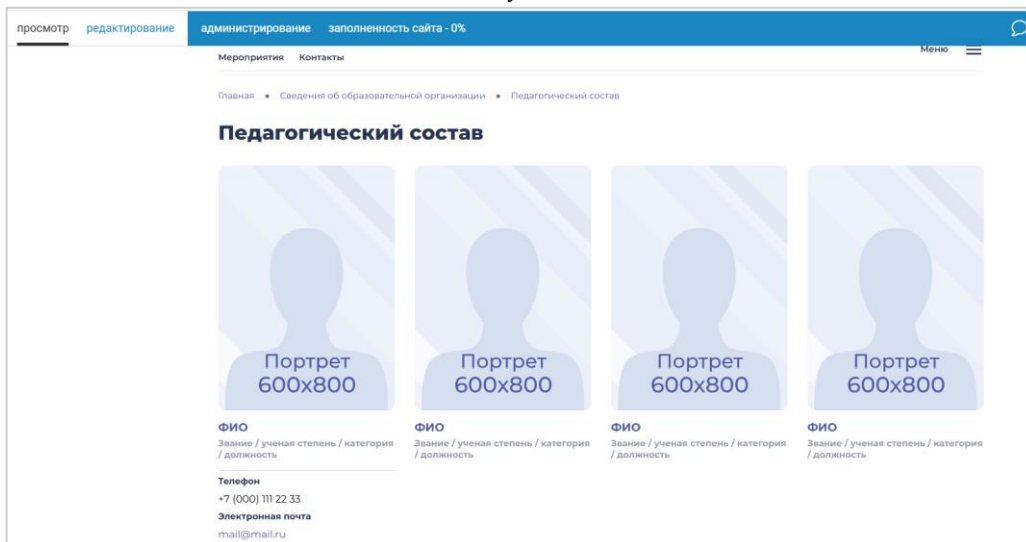 просмотр редактирование администрирование заполненность сайта - 0%
Мероприятия Контакты Меню
Главная • Сведения об образовательной организации • Педагогический состав
Педагогический состав
Портрет 600x800
Портрет 600x800
Портрет 600x800
Портрет 600x800
ФИО
Звание / ученая степень / категория
/ должность
Телефон
+7 (000) 111 22 33
Электронная почта
mail@mail.ru
ФИО
Звание / ученая степень / категория
/ должность
ФИО
Звание / ученая степень / категория
/ должность
ФИО
Звание / ученая степень / категория
/ должность